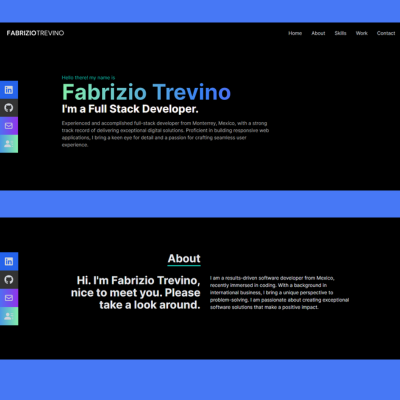 FABRIZIOTREVINO
Home About Skills Work Contact
Hello there! my name is
Fabrizio Trevino
I'm a Full Stack Developer.
Experienced and accomplished full-stack developer from Monterrey, Mexico, with a strong
track record of delivering exceptional digital solutions. Proficient in building responsive web
applications, I bring a keen eye for detail and a passion for crafting seamless user
experience.
About
Hi. I'm Fabrizio Trevino,
nice to meet you. Please
take a look around.
I am a results-driven software developer from Mexico,
recently immersed in coding. With a background in
international business, I bring a unique perspective to
problem-solving. I am passionate about creating exceptional
software solutions that make a positive impact.